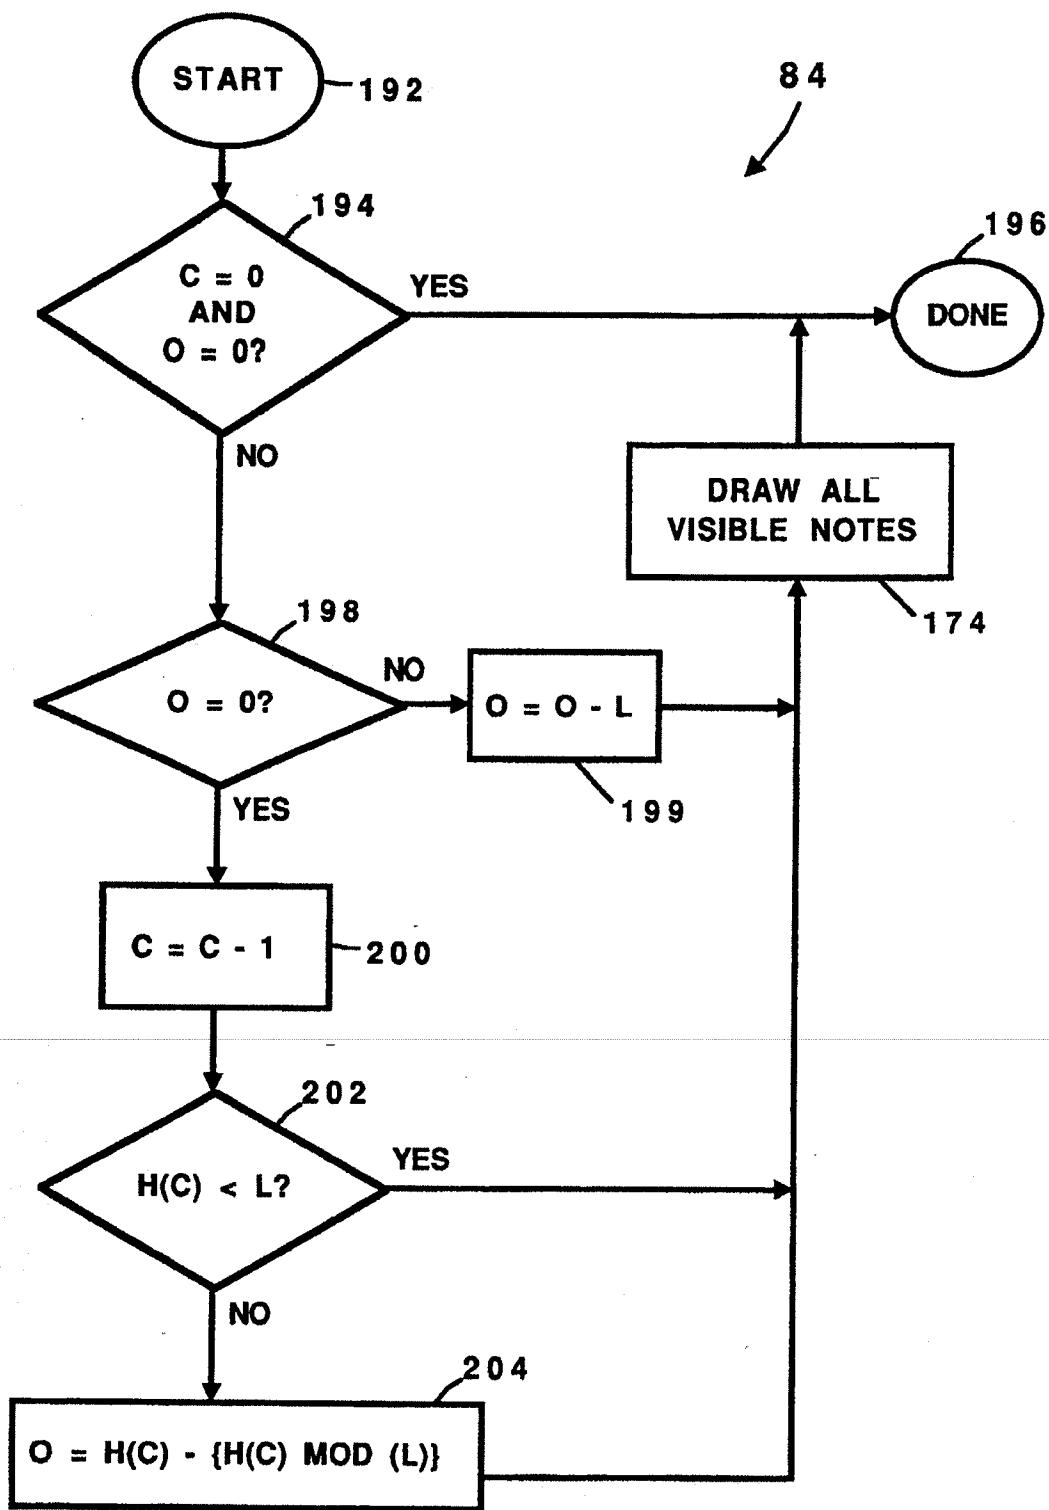 START
192
84
194
196
C = 0
AND
O = 0?
YES
DONE
NO
DRAW ALL
VISIBLE NOTES
174
198
O = 0?
NO
O = O - L
199
YES
C = C - 1
200
202
H(C) < L?
YES
NO
204
O = H(C) - {H(C) MOD (L)}